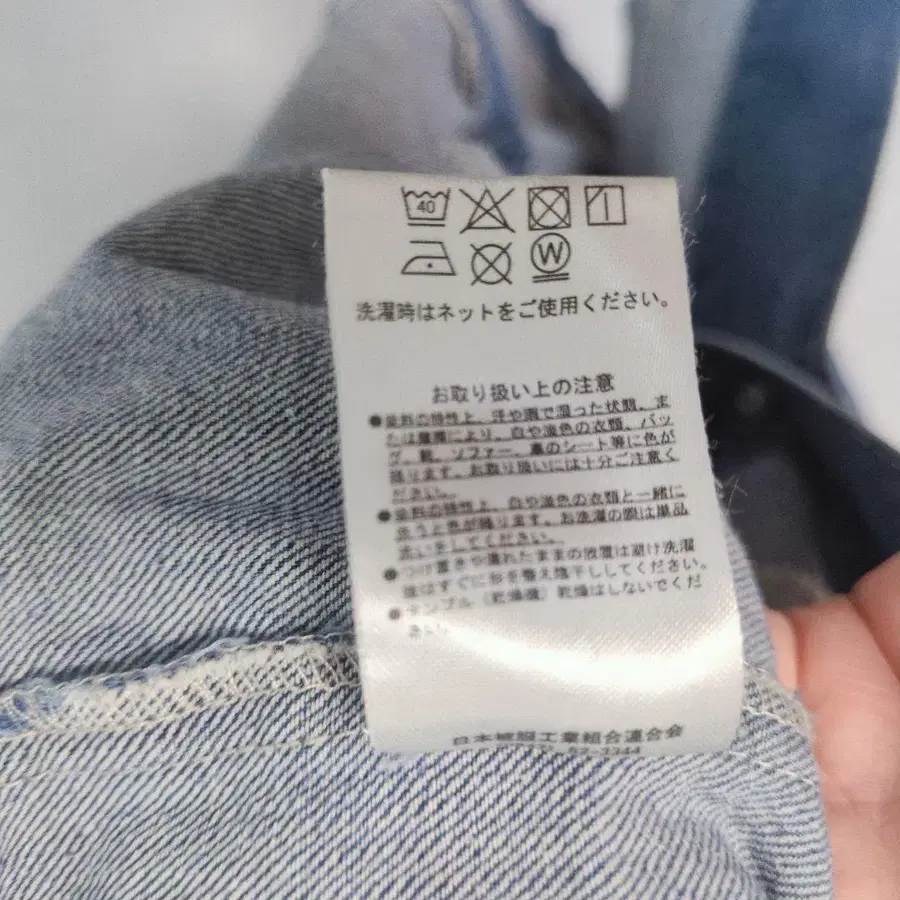 40
W
洗濯時はネットをご使用ください。
お取り扱い上の注意
●染料の特性上、汗や雨で湿った状態、ま
たは摩擦により、白や淡色の衣類、バッ
グ、靴、ソファー、車のシート等に色が
移ります。お取り扱いには十分ご注意く
ださい。
●染料の特性上、白や淡色の衣類と一緒に
洗うと色が移ります。お洗濯の際は単品
洗いをしてください。
●つけ置きや濡れたままの放置は避け洗濯
後はすぐに形を整え陰干ししてください。
●タンブル（乾燥機）乾燥はしないでくだ
さい。
日本被服工業組合連合会
62-3344